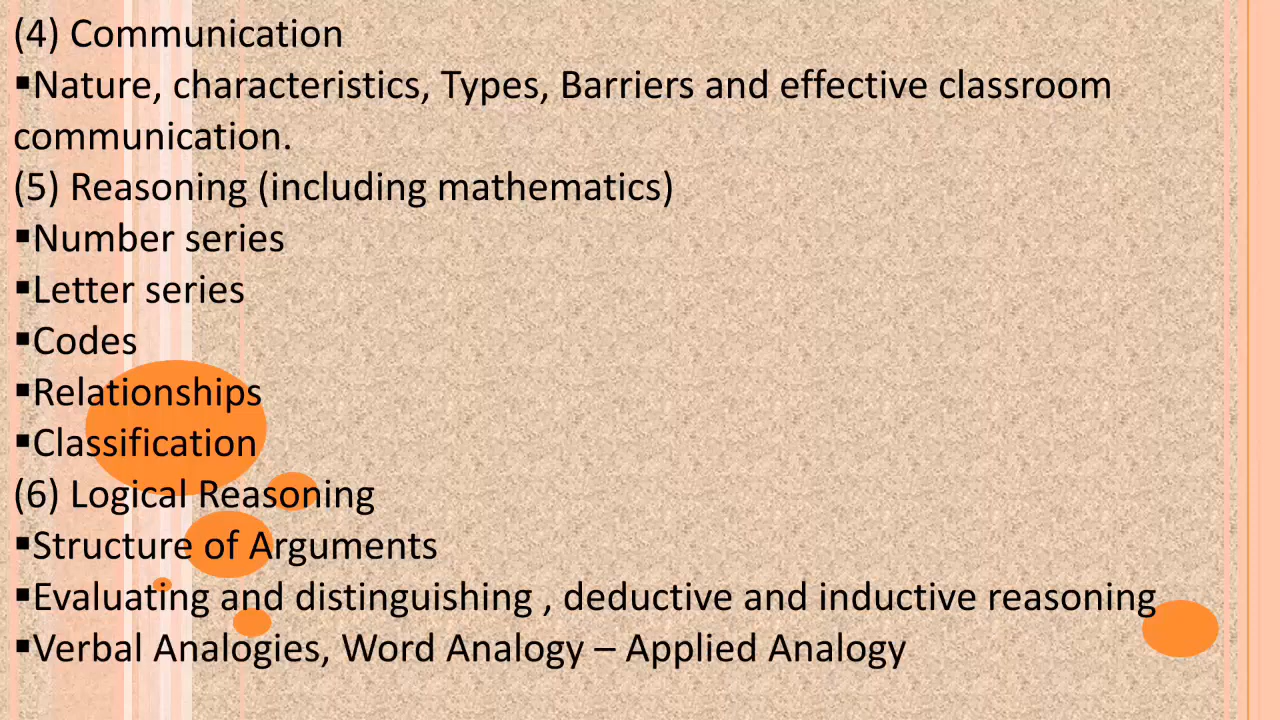 (4) Communication
▪Nature, characteristics, Types, Barriers and effective classroom
communication.
(5) Reasoning (including mathematics)
▪Number series
▪Letter series
▪Codes
▪Relationships
▪Classification
(6) Logical Reasoning
▪Structure of Arguments
▪Evaluating and distinguishing , deductive and inductive reasoning
▪Verbal Analogies, Word Analogy – Applied Analogy